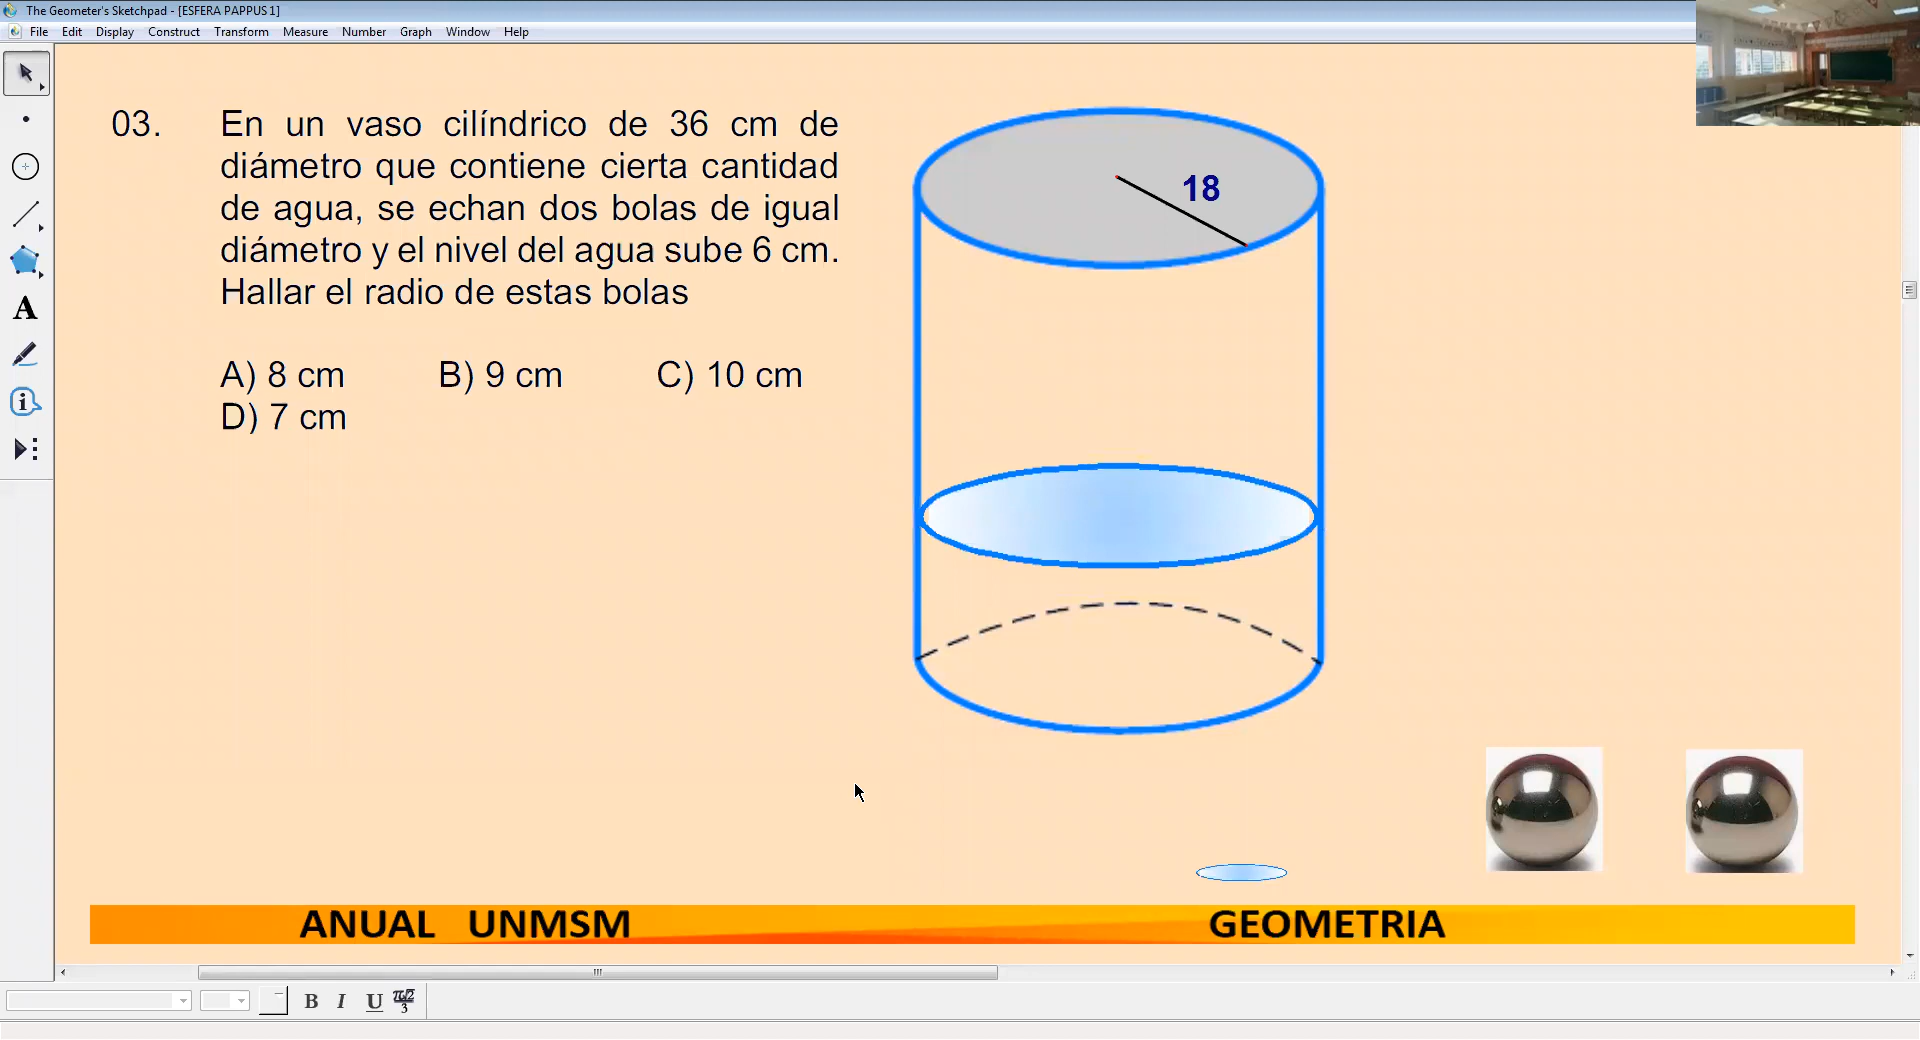 The Geometer's Sketchpad - [ESFERA PAPPUS 1]
File Edit Display Construct Transform Measure Number Graph Window Help
03. En un vaso cilíndrico de 36 cm de
diámetro que contiene cierta cantidad
de agua, se echan dos bolas de igual
diámetro y el nivel del agua sube 6 cm.
Hallar el radio de estas bolas
A) 8 cm B) 9 cm C) 10 cm
D) 7 cm
18
A
i
ANUAL UNMSM GEOMETRIA
B I U π√2/3